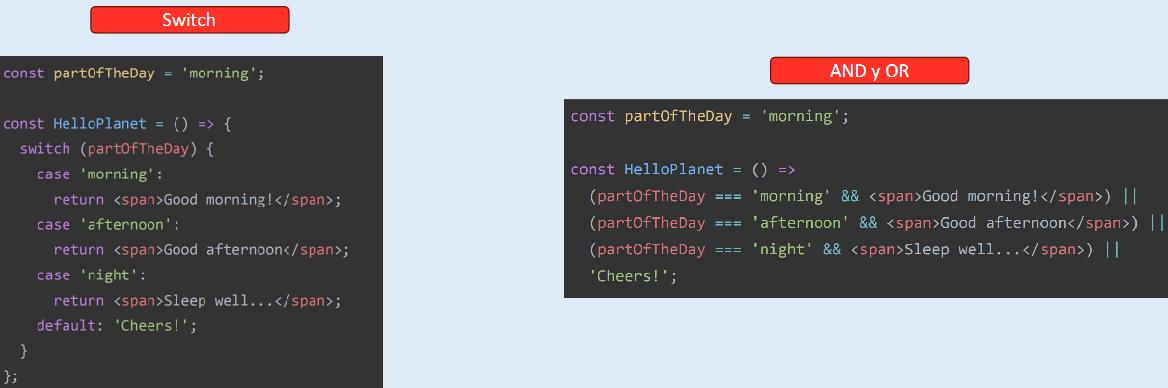 Switch
const partOfTheDay = 'morning';
const HelloPlanet = () => {
switch (partOfTheDay) {
case 'morning':
return <span>Good morning!</span>;
case 'afternoon':
return <span>Good afternoon</span>;
case 'night':
return <span>Sleep well...</span>;
default: 'Cheers!';
}
};
AND y OR
const partOfTheDay = 'morning';
const HelloPlanet = () =>
(partOfTheDay === 'morning' && <span>Good morning!</span>) ||
(partOfTheDay === 'afternoon' && <span>Good afternoon</span>) ||
(partOfTheDay === 'night' && <span>Sleep well...</span>) ||
'Cheers!';